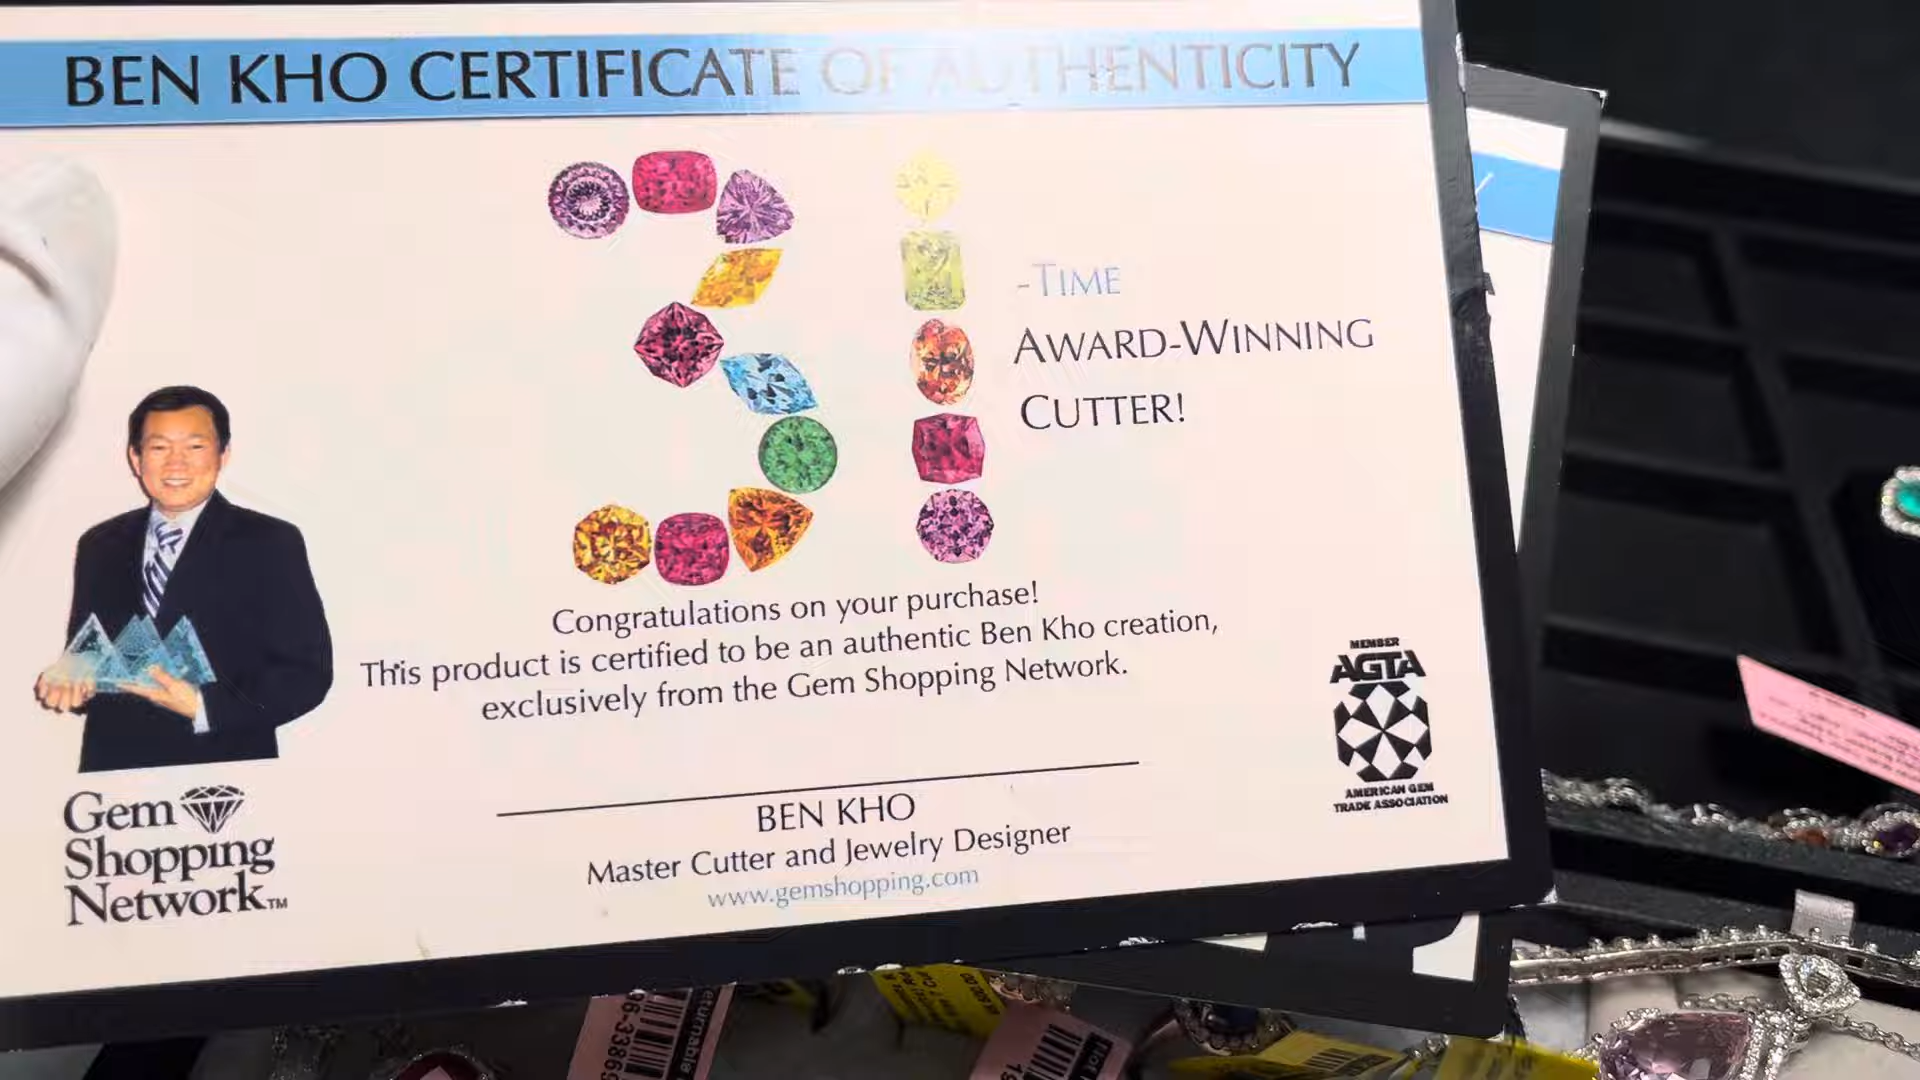 BEN KHO CERTIFICATE OF AUTHENTICITY
-TIME
AWARD-WINNING
CUTTER!
Congratulations on your purchase!
This product is certified to be an authentic Ben Kho creation,
exclusively from the Gem Shopping Network.
BEN KHO
Master Cutter and Jewelry Designer
www.gemshopping.com
Gem
Shopping
Network™
MEMBER
AGTA
AMERICAN GEM
TRADE ASSOCIATION